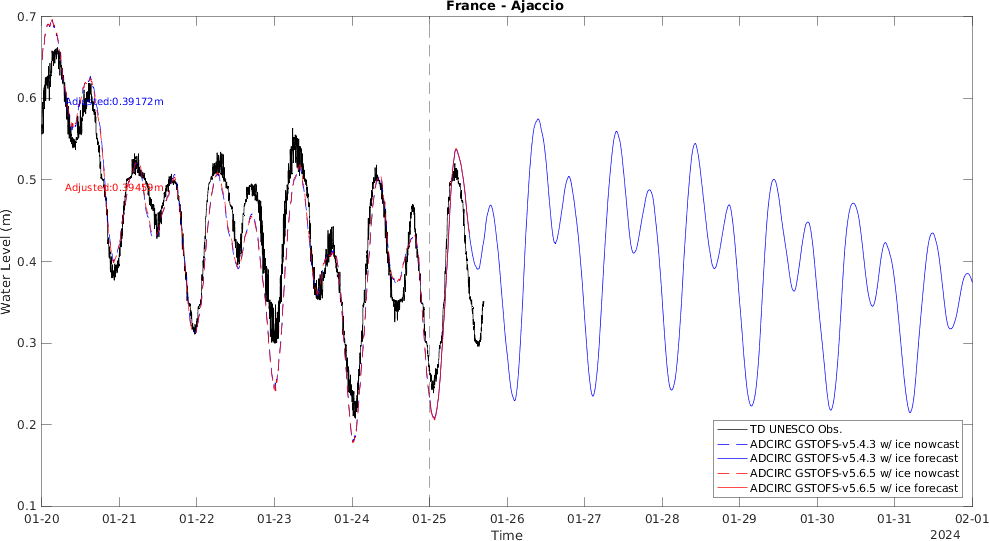 France - Ajaccio
0.7
0.6
0.5
0.4
0.3
0.2
0.1
Water Level (m)
Adjusted:0.39172m
Adjusted:0.39459m
TD UNESCO Obs.
ADCIRC GSTOFS-v5.4.3 w/ ice nowcast
ADCIRC GSTOFS-v5.4.3 w/ ice forecast
ADCIRC GSTOFS-v5.6.5 w/ ice nowcast
ADCIRC GSTOFS-v5.6.5 w/ ice forecast
01-20 01-21 01-22 01-23 01-24 01-25 01-26 01-27 01-28 01-29 01-30 01-31 02-01
Time
2024